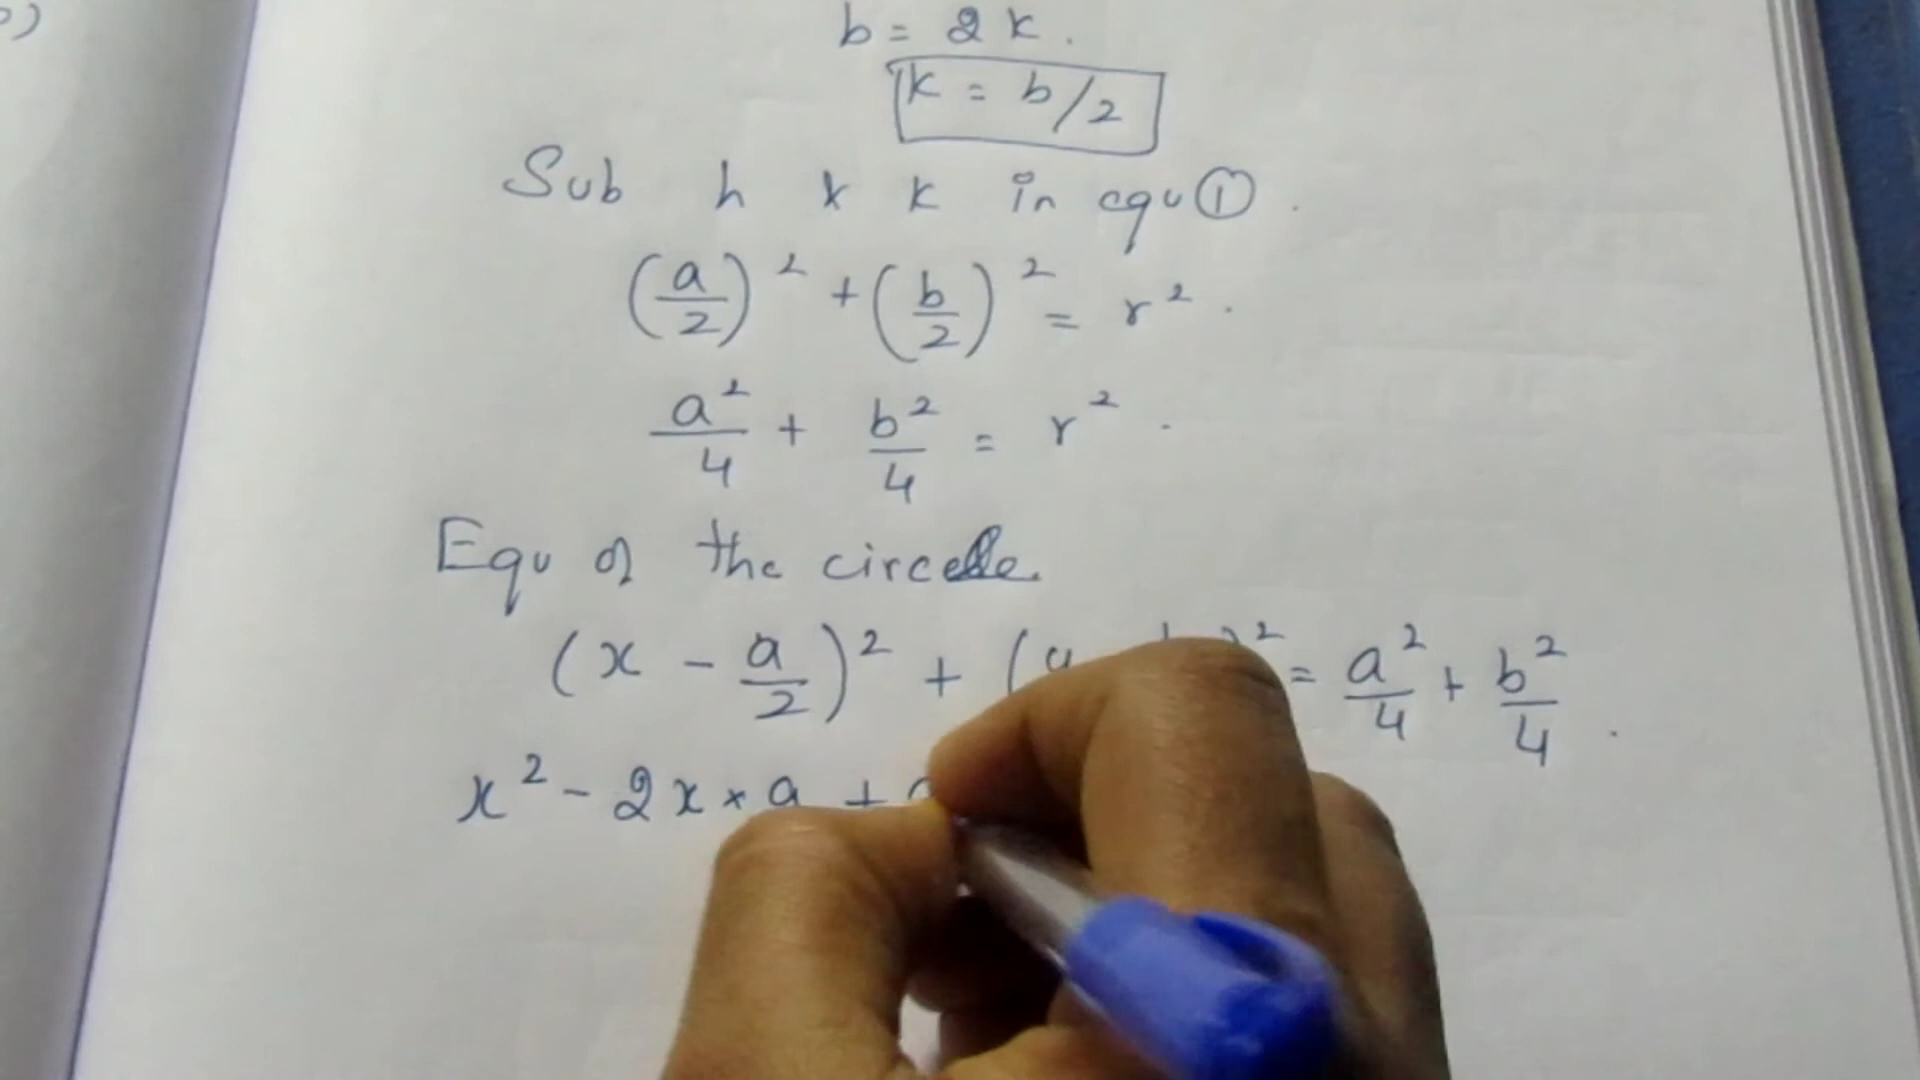 b = 2k.
k = b/2
Sub h & k in equ ①.
(a/2)² + (b/2)² = r².
a²/4 + b²/4 = r².
Equ of the circle.
(x - a/2)² + (y )² = a²/4 + b²/4.
x² - 2x × a +